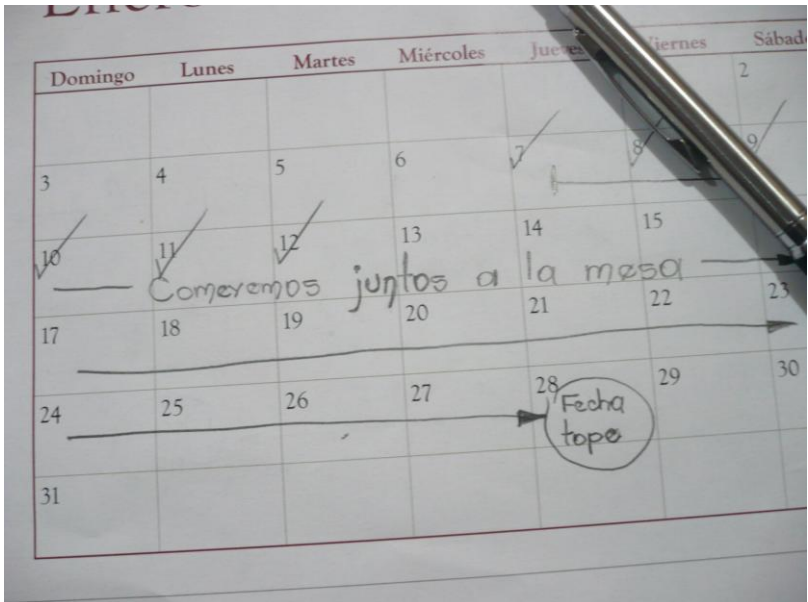 Enero
Domingo Lunes Martes Miércoles Jueves Viernes Sábado
2
3 4 5 6 7 8 9
10 11 12 13 14 15
Comeremos juntos a la mesa
17 18 19 20 21 22 23
24 25 26 27 28 29 30
Fecha
tope
31